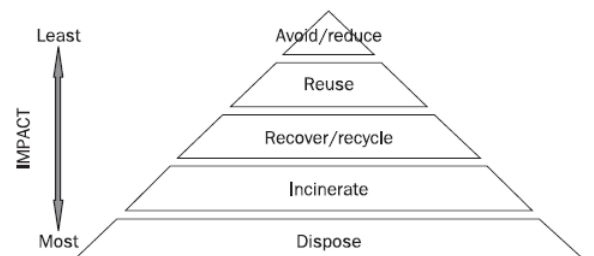 Least
Avoid/reduce
Reuse
Recover/recycle
IMPACT
Incinerate
Most
Dispose